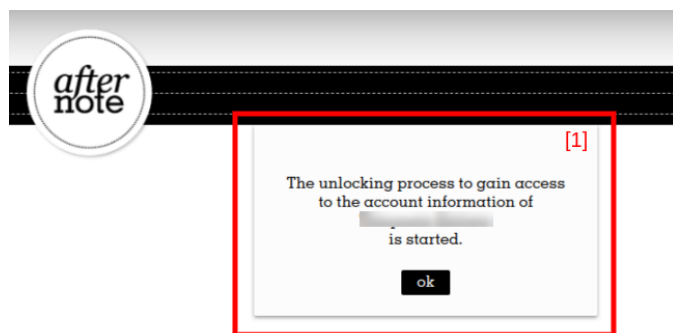 after
note
[1]
The unlocking process to gain access
to the account information of
is started.
ok